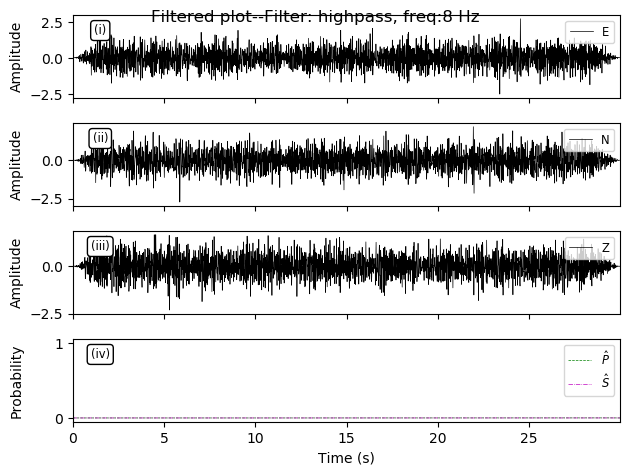 Filtered plot--Filter: highpass, freq:8 Hz
2.5
0.0
−2.5
Amplitude
(i)
E
0.0
−2.5
Amplitude
(ii)
N
0.0
−2.5
Amplitude
(iii)
Z
1
0
Probability
(iv)
P̂
Ŝ
0 5 10 15 20 25
Time (s)